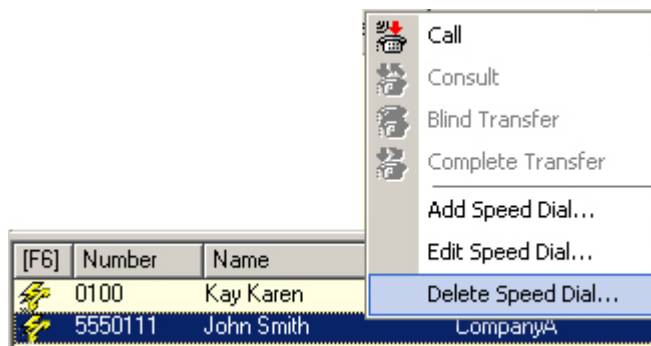 Call
Consult
Blind Transfer
Complete Transfer
Add Speed Dial...
Edit Speed Dial...
Delete Speed Dial...
[F6] Number Name
0100 Kay Karen
5550111 John Smith CompanyA